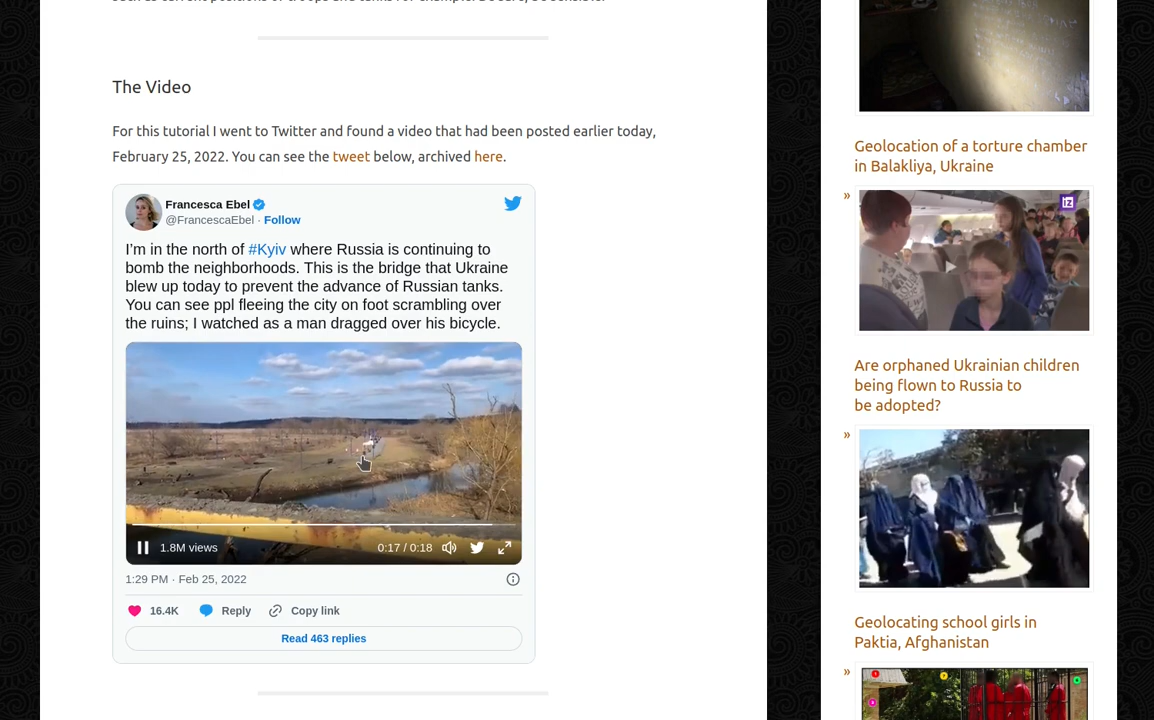 The Video
For this tutorial I went to Twitter and found a video that had been posted earlier today,
February 25, 2022. You can see the tweet below, archived here.
Francesca Ebel
@FrancescaEbel · Follow
I’m in the north of #Kyiv where Russia is continuing to
bomb the neighborhoods. This is the bridge that Ukraine
blew up today to prevent the advance of Russian tanks.
You can see ppl fleeing the city on foot scrambling over
the ruins; I watched as a man dragged over his bicycle.
1.8M views
0:17 / 0:18
1:29 PM · Feb 25, 2022
16.4K
Reply
Copy link
Read 463 replies
Geolocation of a torture chamber
in Balakliya, Ukraine
»
Are orphaned Ukrainian children
being flown to Russia to
be adopted?
»
Geolocating school girls in
Paktia, Afghanistan
»